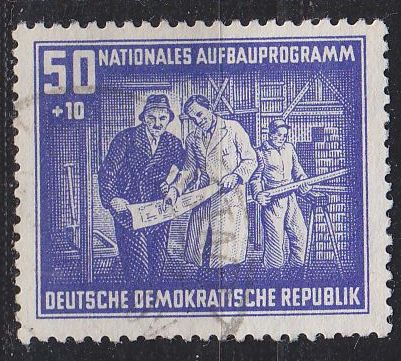 50 NATIONALES AUFBAUPROGRAMM
+10
DEUTSCHE DEMOKRATISCHE REPUBLIK